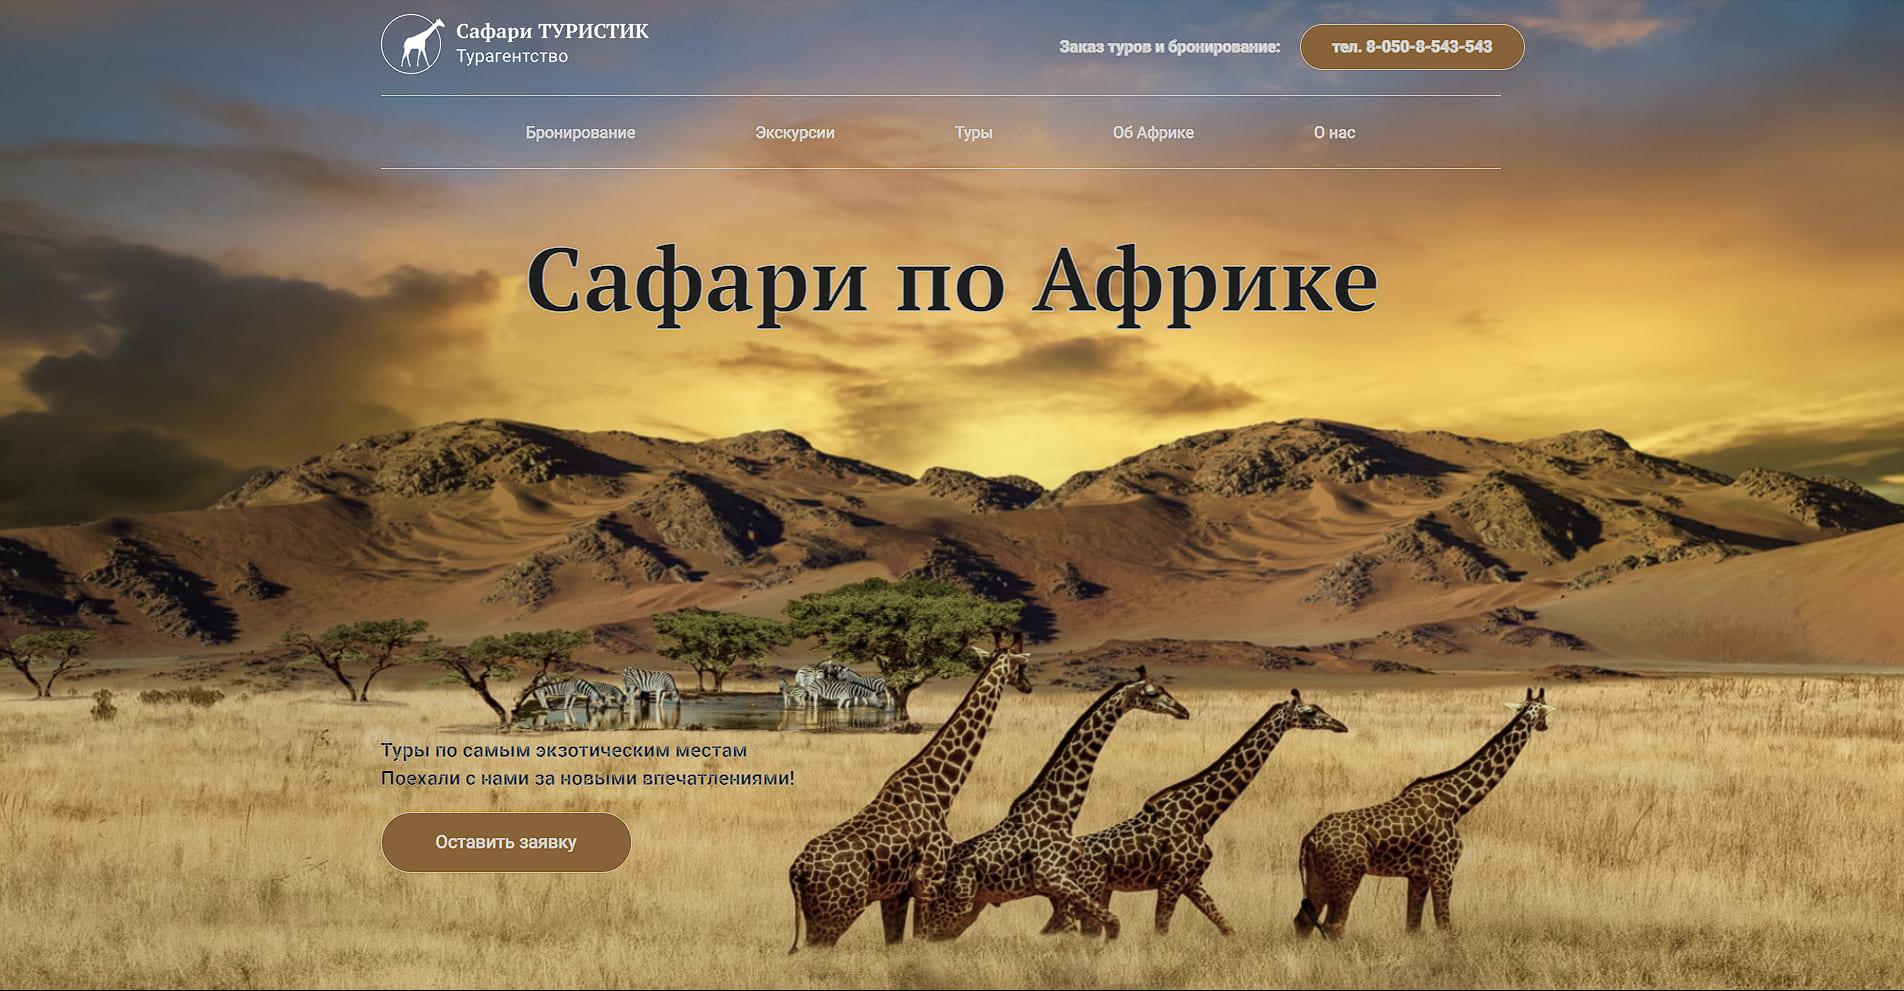 Сафари ТУРИСТИК
Турагентство
Заказ туров и бронирование:
тел. 8-050-8-543-543
Бронирование
Экскурсии
Туры
Об Африке
О нас
Сафари по Африке
Туры по самым экзотическим местам
Поехали с нами за новыми впечатлениями!
Оставить заявку